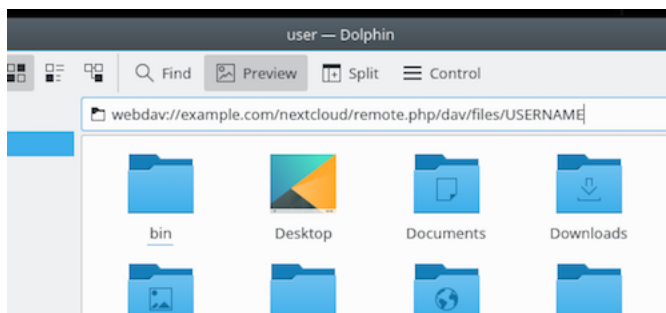 user — Dolphin
Find Preview Split Control
webdav://example.com/nextcloud/remote.php/dav/files/USERNAME
bin Desktop Documents Downloads